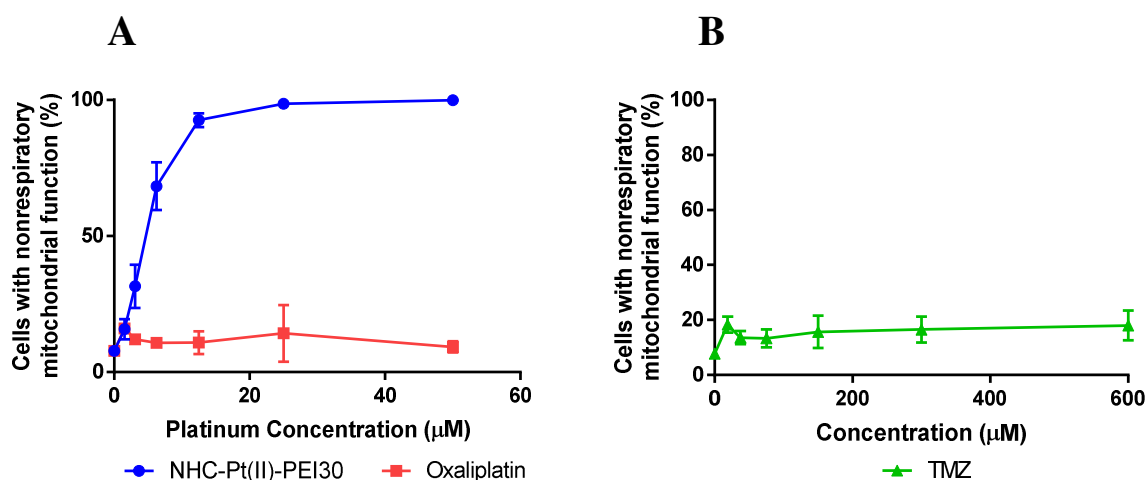 A
Cells with nonrespiratory
mitochondrial function (%)
100
50
0
0
20
40
60
Platinum Concentration (μM)
NHC-Pt(II)-PEI30
Oxaliplatin
B
Cells with nonrespiratory
mitochondrial function (%)
100
80
60
40
20
0
0
200
400
600
Concentration (μM)
TMZ